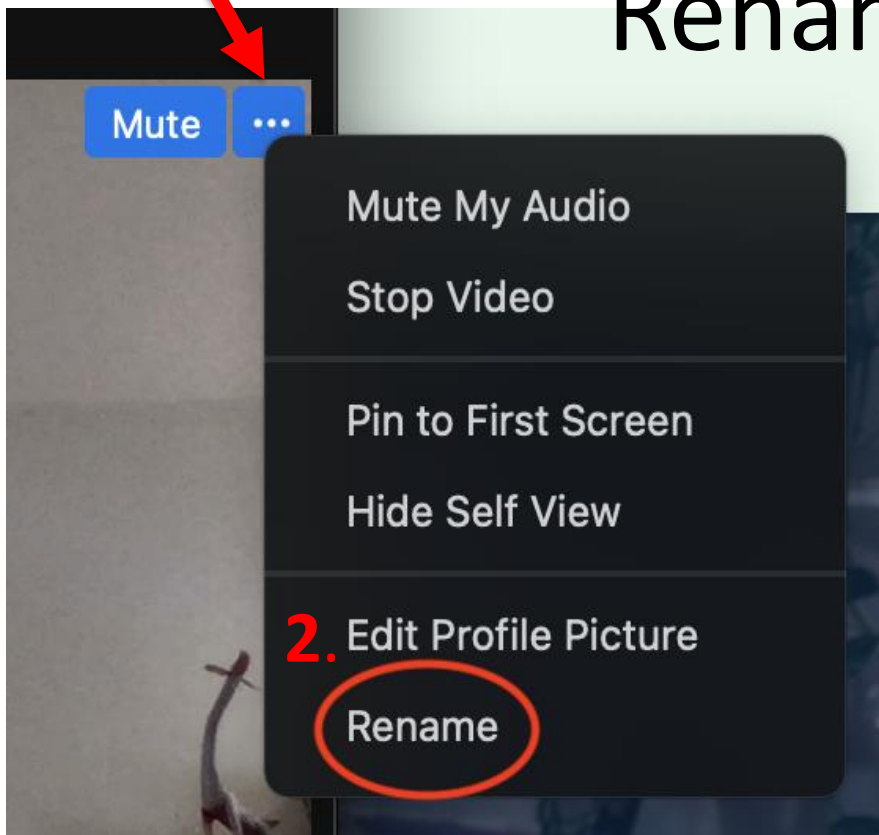 Renar
Mute ...
Mute My Audio
Stop Video
Pin to First Screen
Hide Self View
2. Edit Profile Picture
Rename